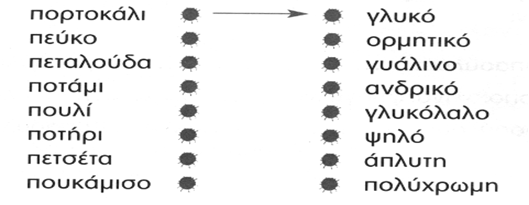 πορτοκάλι γλυκό
πεύκο ορμητικό
πεταλούδα γυάλινο
ποτάμι ανδρικό
πουλί γλυκόλαλο
ποτήρι ψηλό
πετσέτα άπλυτη
πουκάμισο πολύχρωμη